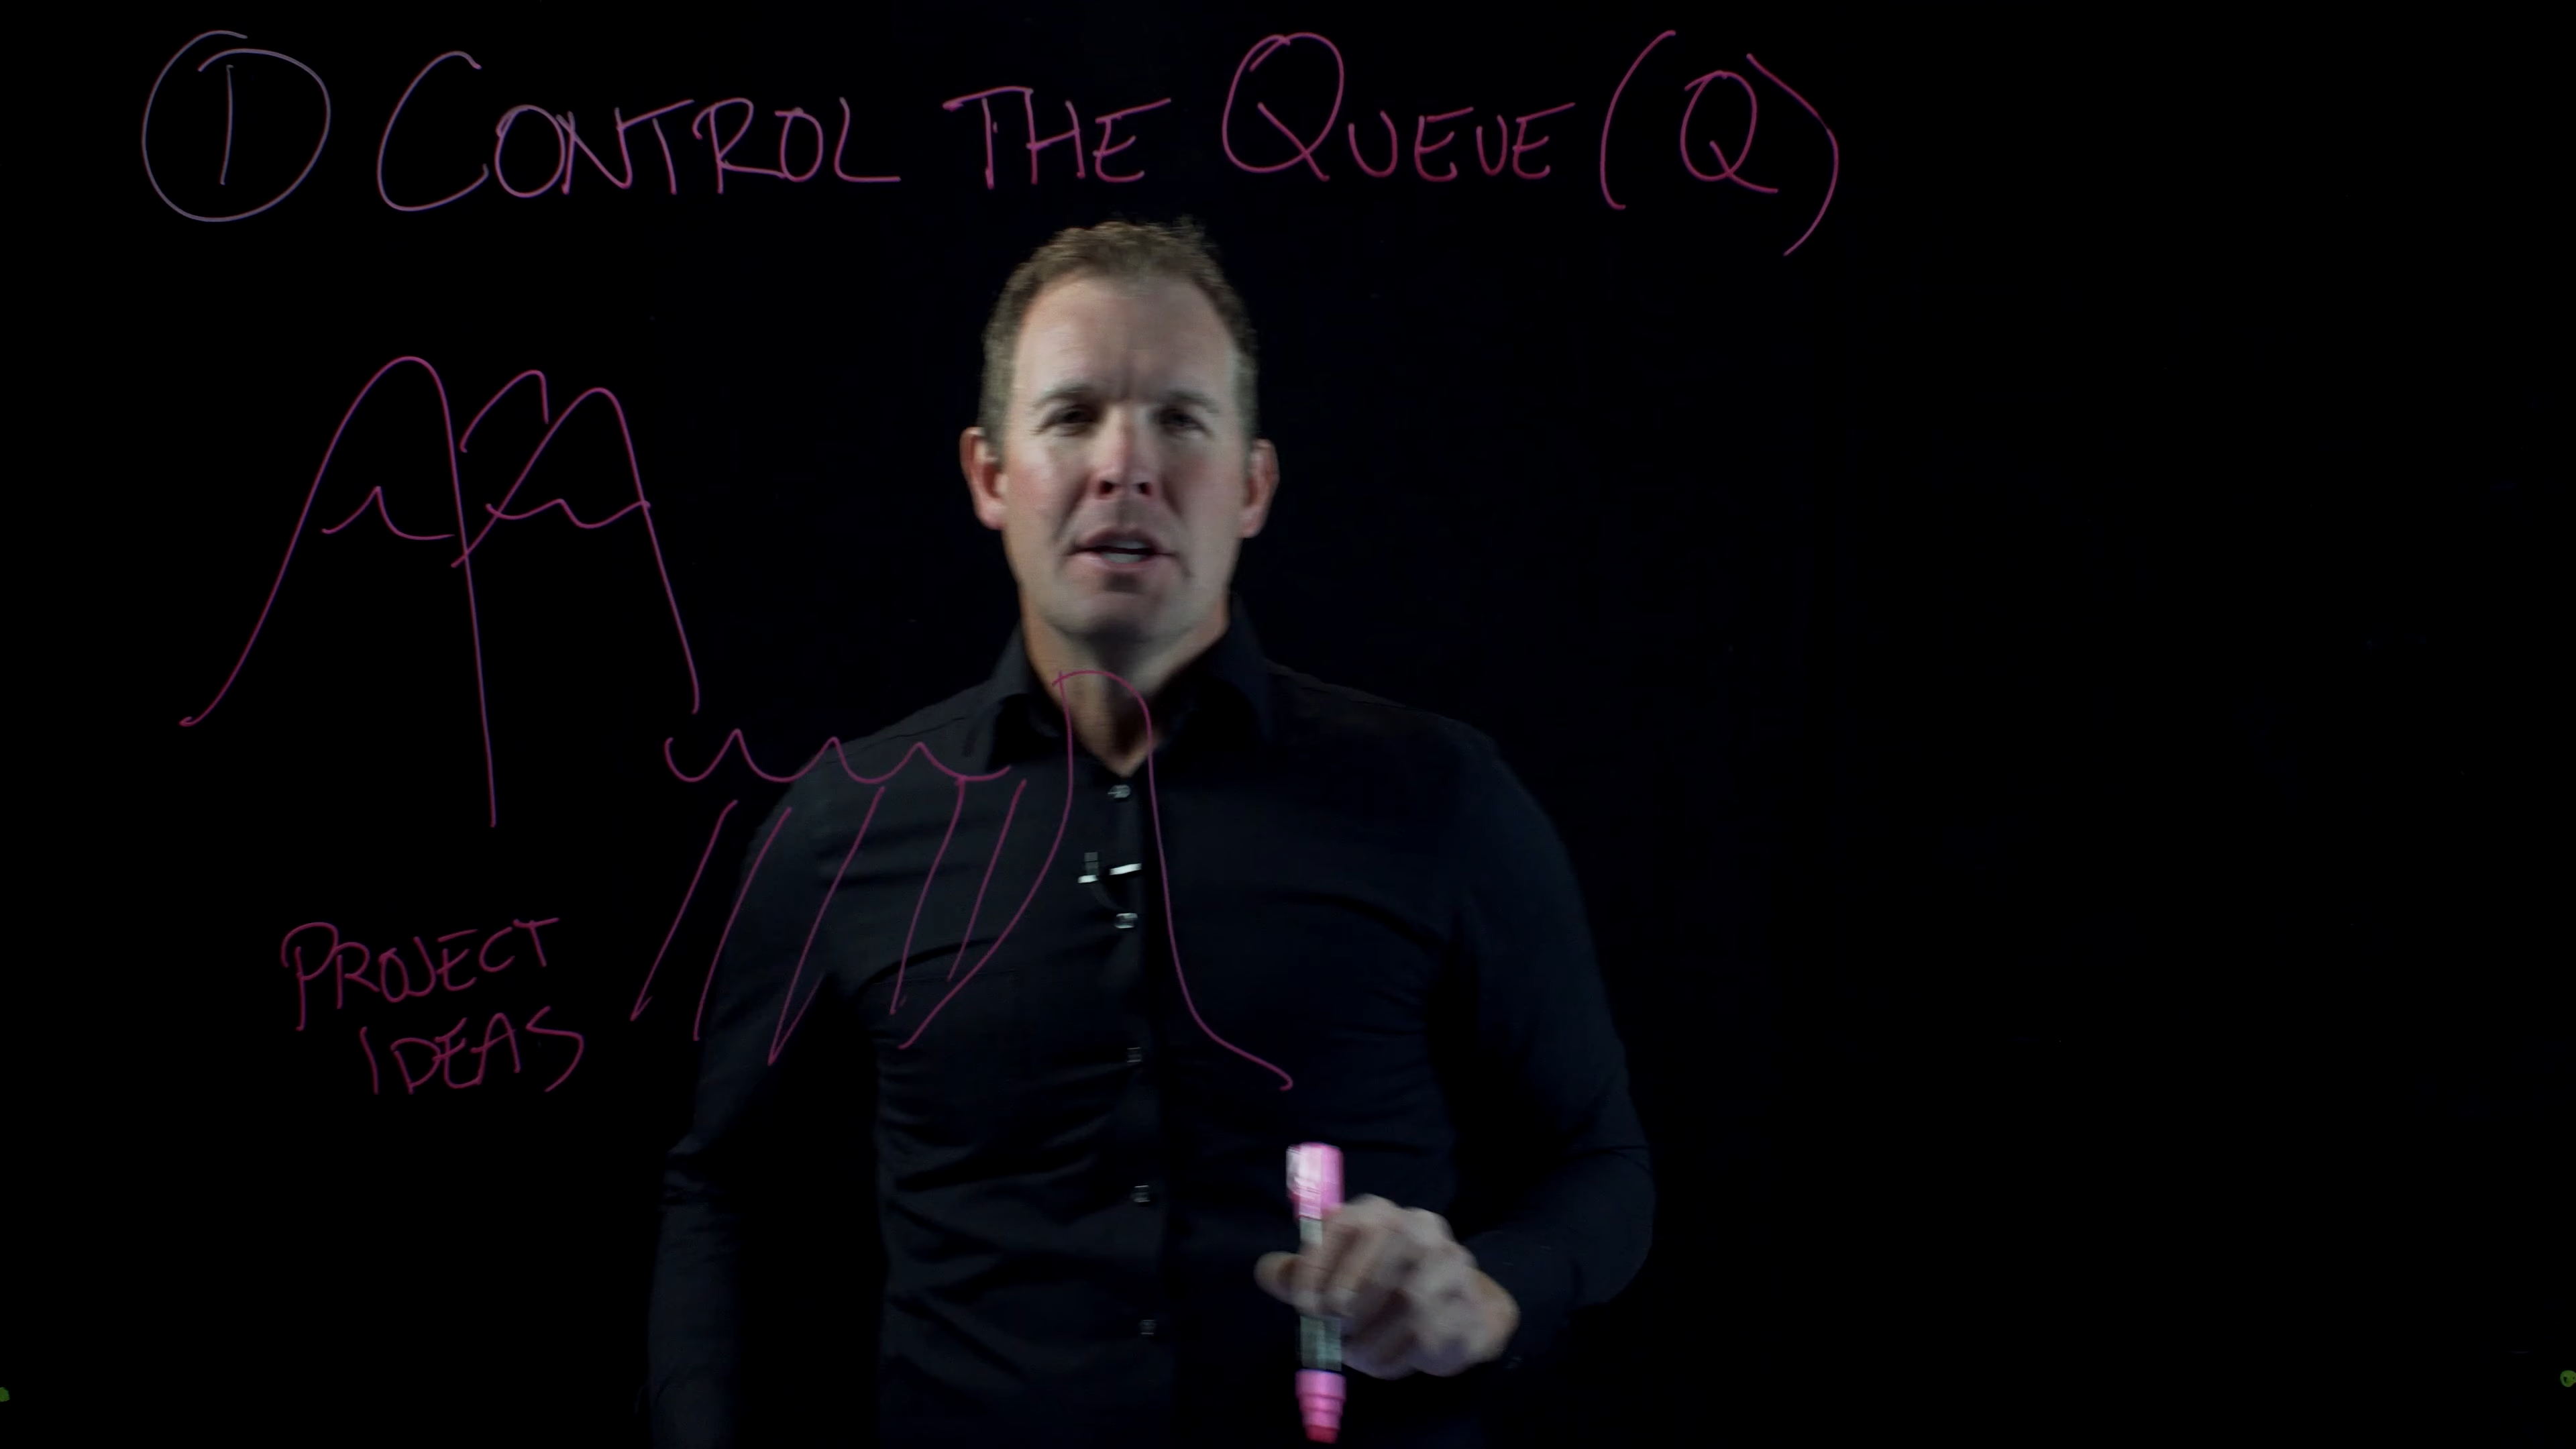 ① CONTROL THE QUEUE (Q)
PROJECT
IDEAS